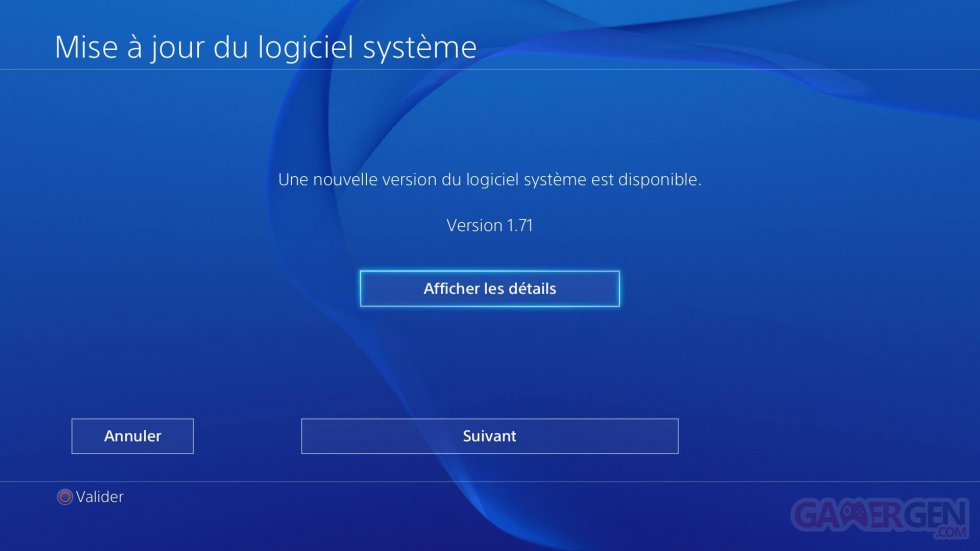 Mise à jour du logiciel système
Une nouvelle version du logiciel système est disponible.
Version 1.71
Afficher les détails
Annuler
Suivant
Valider
GAMERGEN
.COM